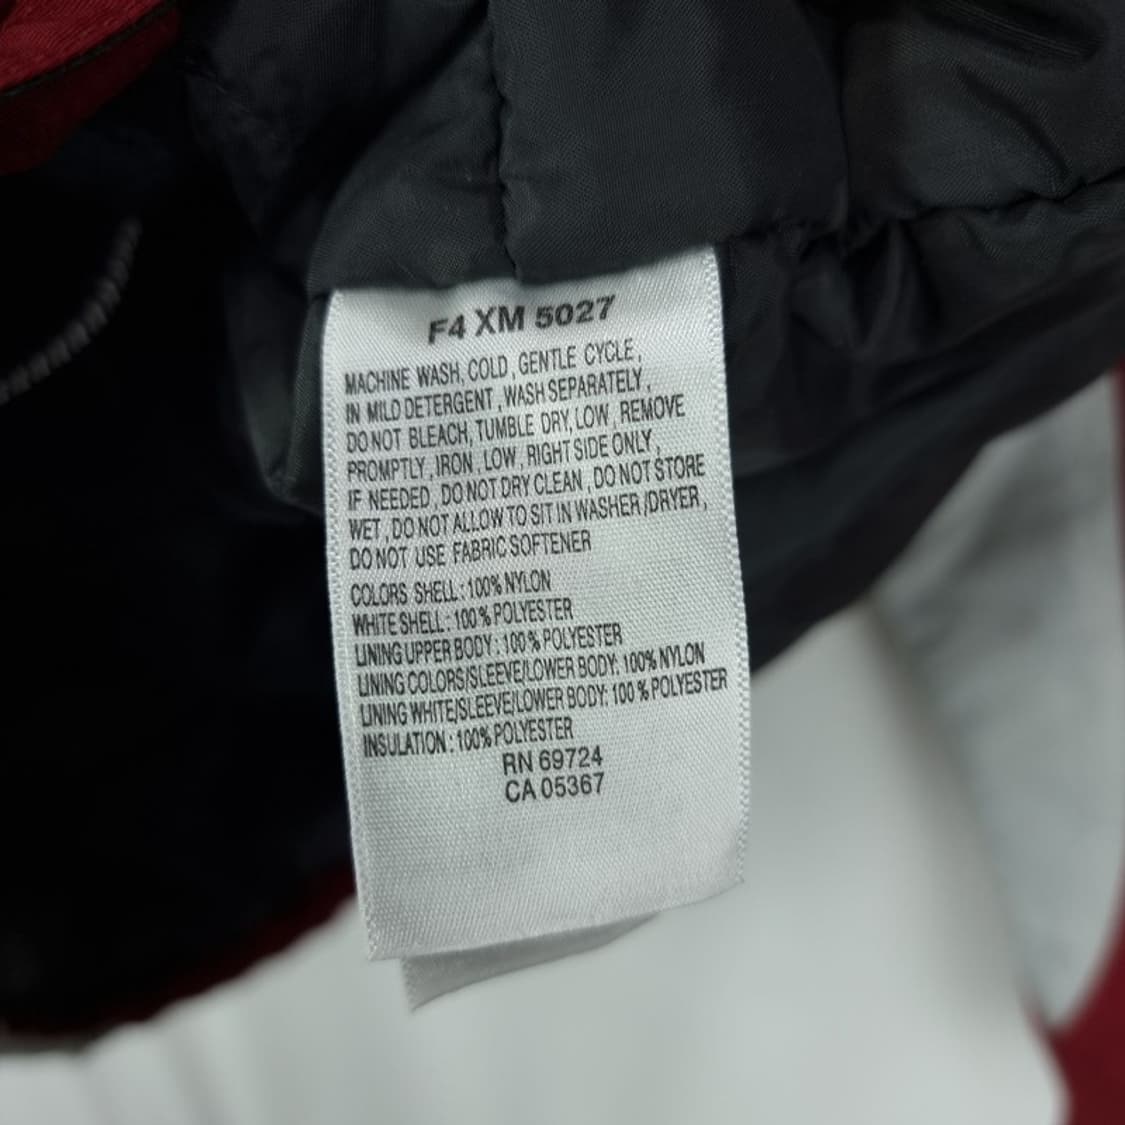 F4 XM 5027
MACHINE WASH, COLD, GENTLE CYCLE,
IN MILD DETERGENT, WASH SEPARATELY,
DO NOT BLEACH, TUMBLE DRY, LOW, REMOVE
PROMPTLY, IRON, LOW, RIGHT SIDE ONLY,
IF NEEDED, DO NOT DRY CLEAN, DO NOT STORE
WET, DO NOT ALLOW TO SIT IN WASHER/DRYER,
DO NOT USE FABRIC SOFTENER
COLORS SHELL: 100% NYLON
WHITE SHELL: 100% POLYESTER
LINING UPPER BODY: 100% POLYESTER
LINING COLORS/SLEEVE/LOWER BODY: 100% NYLON
LINING WHITE/SLEEVE/LOWER BODY: 100% POLYESTER
INSULATION: 100% POLYESTER
RN 69724
CA 05367